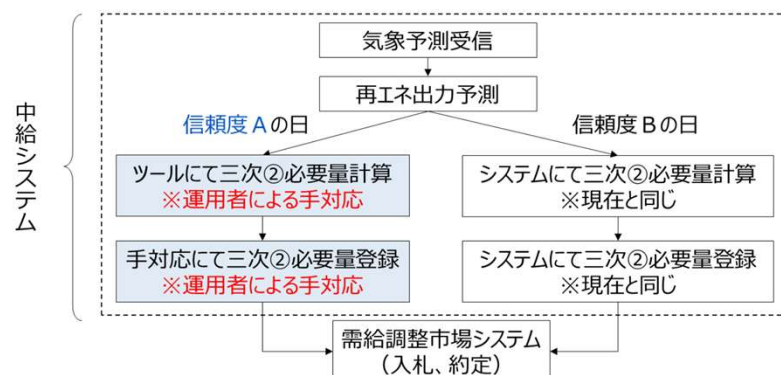 中給システム
気象予測受信
再エネ出力予測
信頼度Aの日
信頼度Bの日
ツールにて三次②必要量計算
※運用者による手対応
システムにて三次②必要量計算
※現在と同じ
手対応にて三次②必要量登録
※運用者による手対応
システムにて三次②必要量登録
※現在と同じ
需給調整市場システム
（入札、約定）